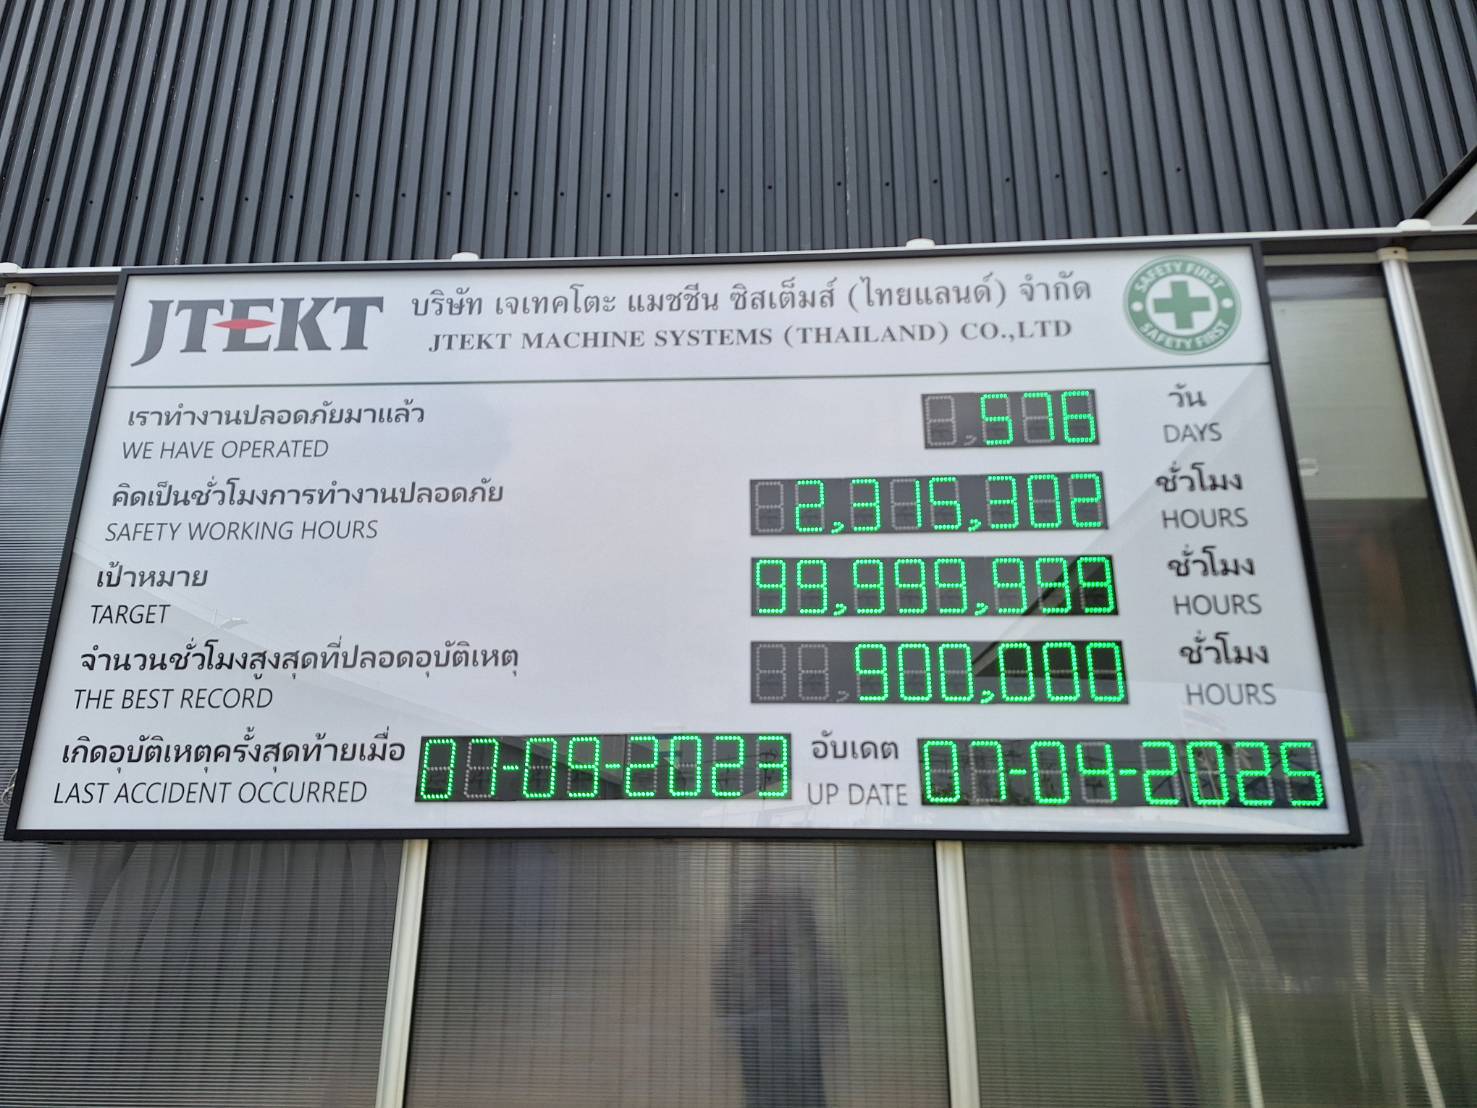 JTEKT
บริษัท เจเทคโตะ แมชชีน ซิสเต็มส์ (ไทยแลนด์) จำกัด
JTEKT MACHINE SYSTEMS (THAILAND) CO.,LTD
SAFETY FIRST
SAFETY FIRST
เราทำงานปลอดภัยมาแล้ว 576 วัน
WE HAVE OPERATED DAYS
คิดเป็นชั่วโมงการทำงานปลอดภัย 2,315,302 ชั่วโมง
SAFETY WORKING HOURS HOURS
เป้าหมาย 99,999,999 ชั่วโมง
TARGET HOURS
จำนวนชั่วโมงสูงสุดที่ปลอดอุบัติเหตุ 900,000 ชั่วโมง
THE BEST RECORD HOURS
เกิดอุบัติเหตุครั้งสุดท้ายเมื่อ 07-09-2023 อับเดต 07-04-2025
LAST ACCIDENT OCCURRED UP DATE